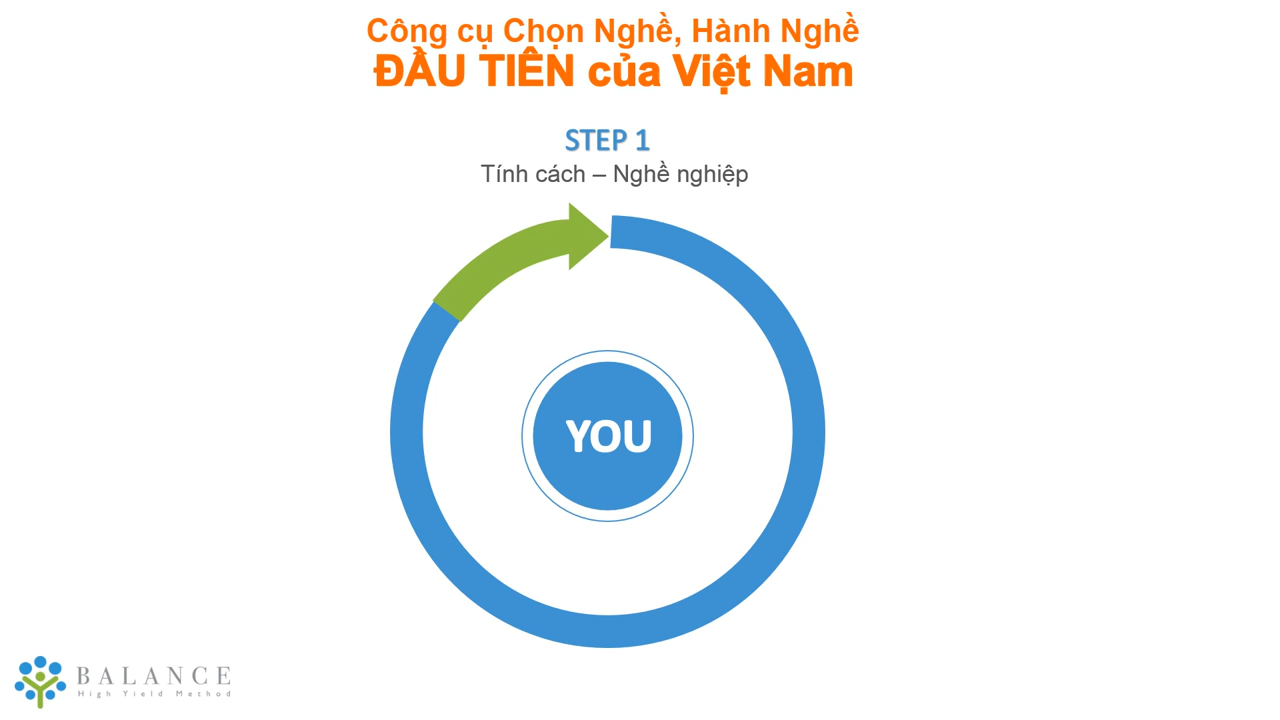 Công cụ Chọn Nghề, Hành Nghề
ĐẦU TIÊN của Việt Nam
STEP 1
Tính cách – Nghề nghiệp
YOU
BALANCE
High Yield Method